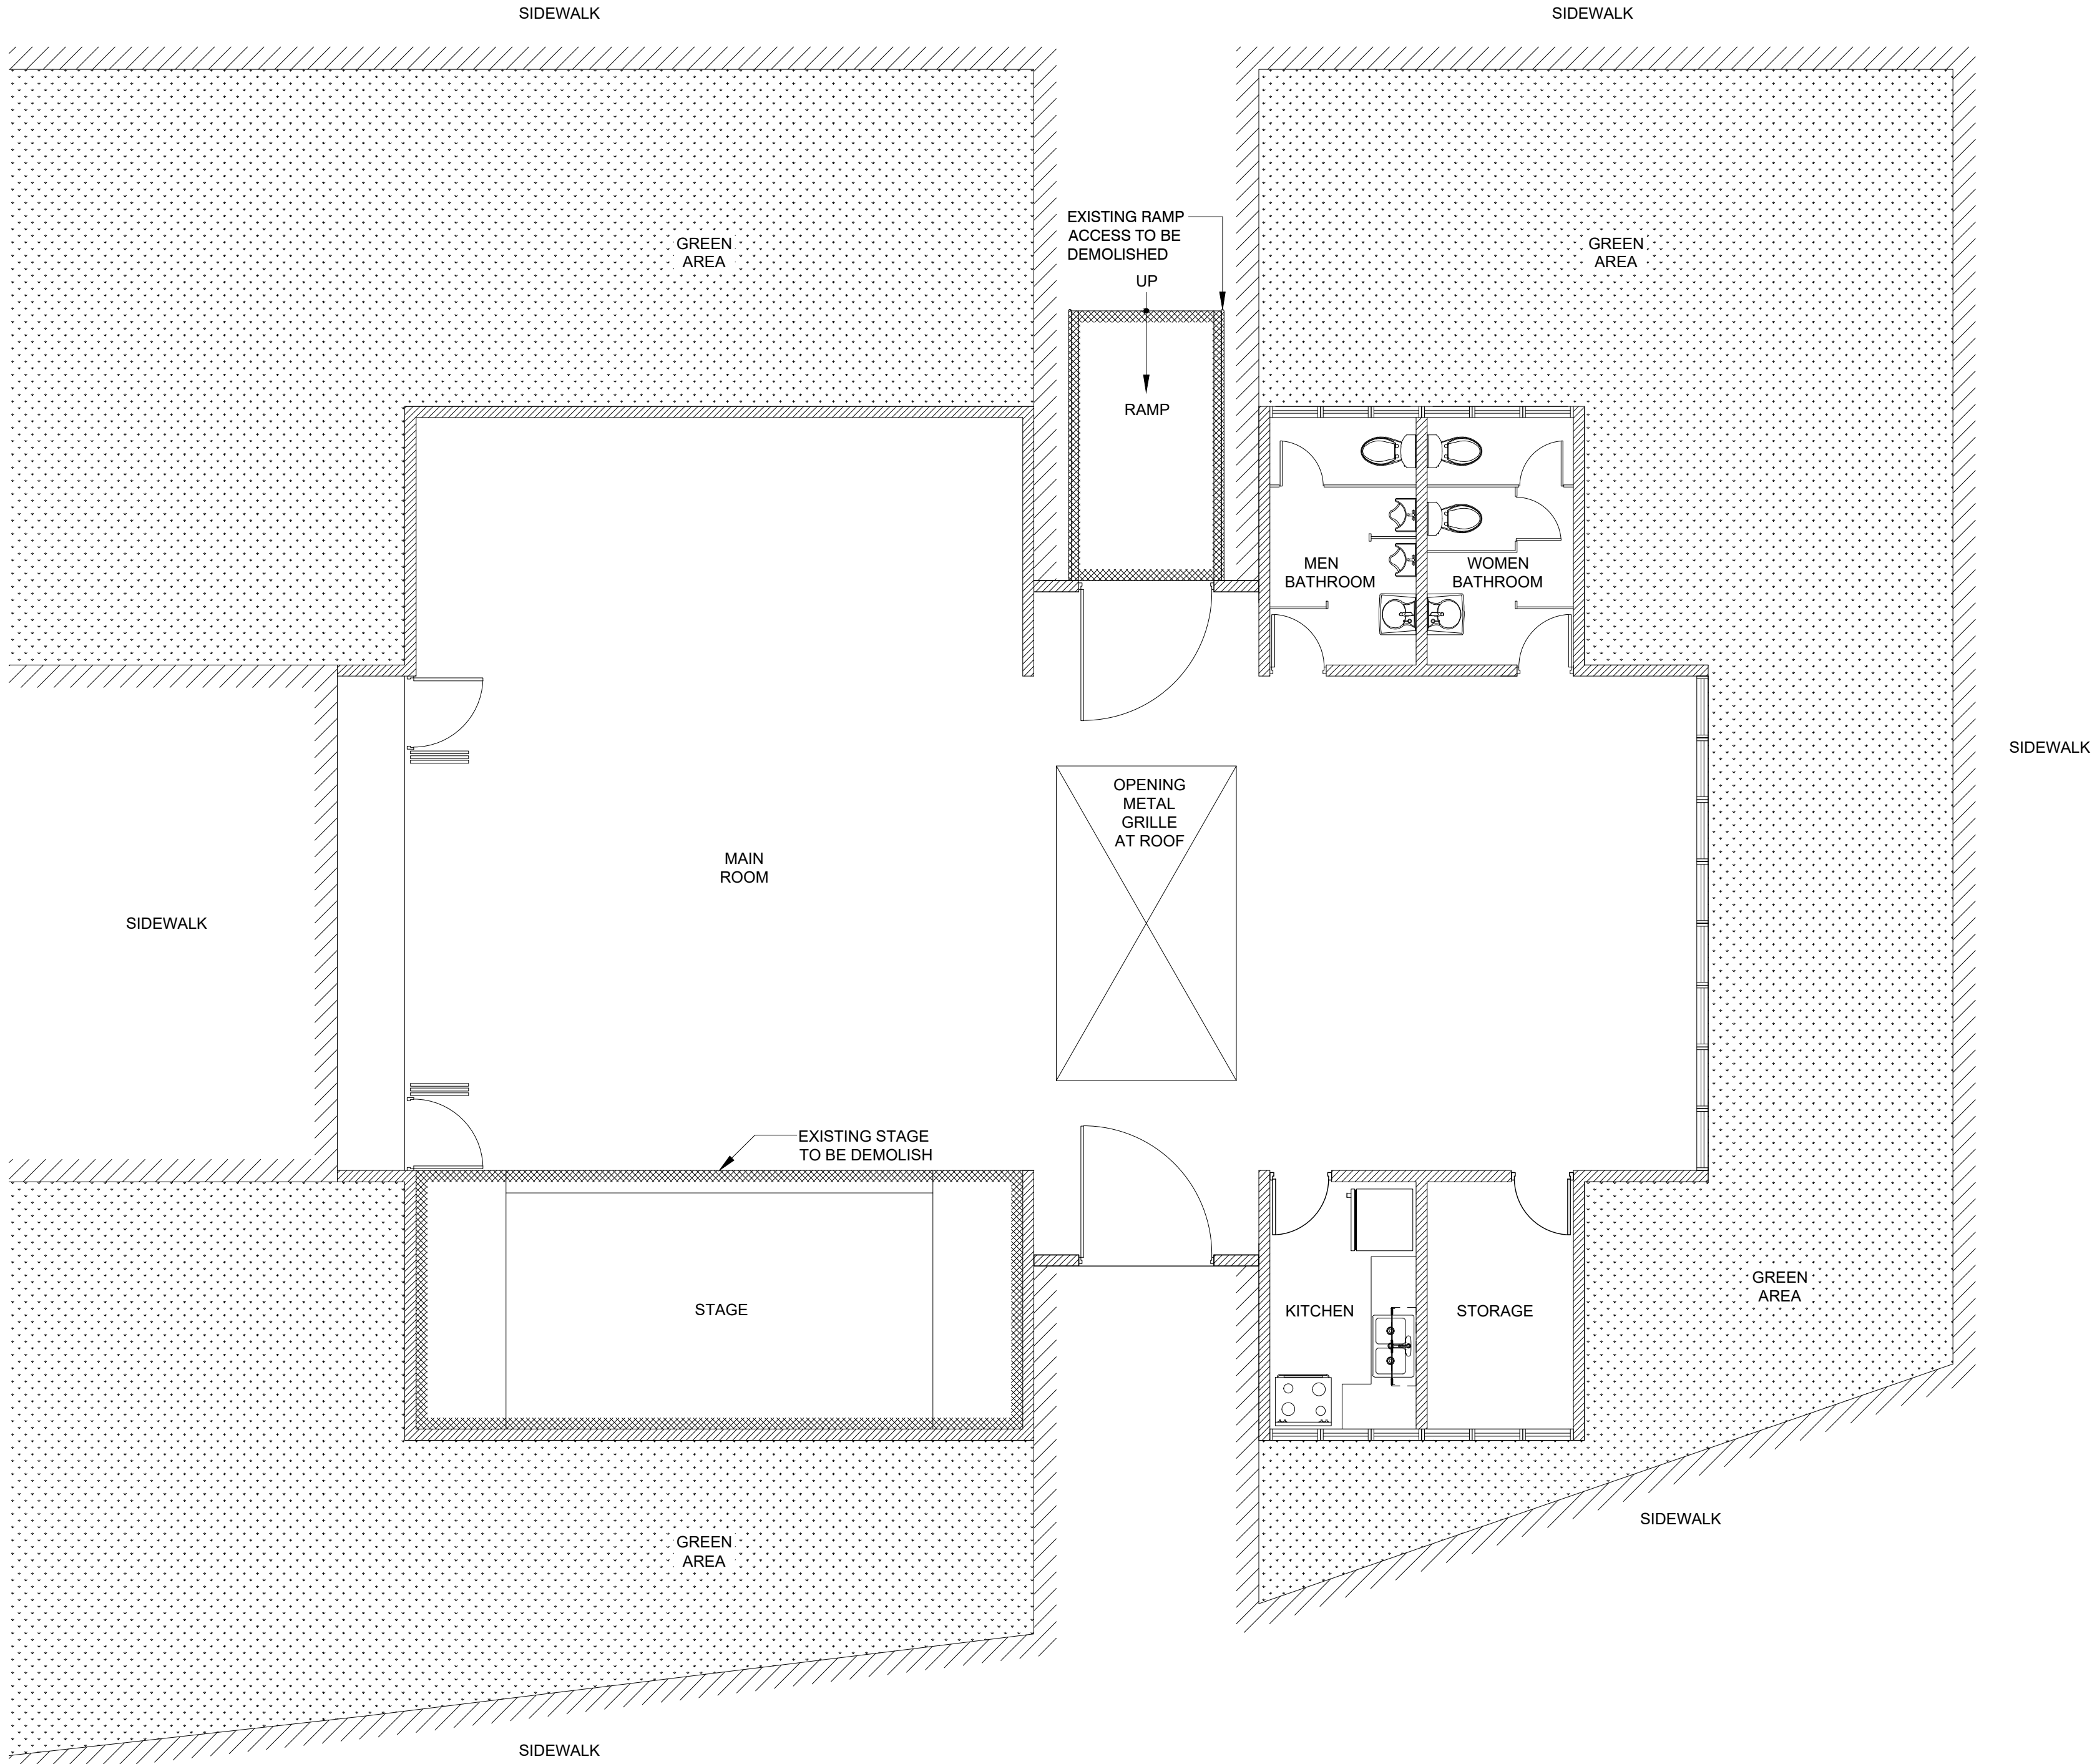 SIDEWALK
SIDEWALK
GREEN
AREA
EXISTING RAMP
ACCESS TO BE
DEMOLISHED
UP
RAMP
GREEN
AREA
MEN
BATHROOM
WOMEN
BATHROOM
SIDEWALK
OPENING
METAL
GRILLE
AT ROOF
MAIN
ROOM
SIDEWALK
EXISTING STAGE
TO BE DEMOLISH
STAGE
KITCHEN
STORAGE
GREEN
AREA
GREEN
AREA
SIDEWALK
SIDEWALK